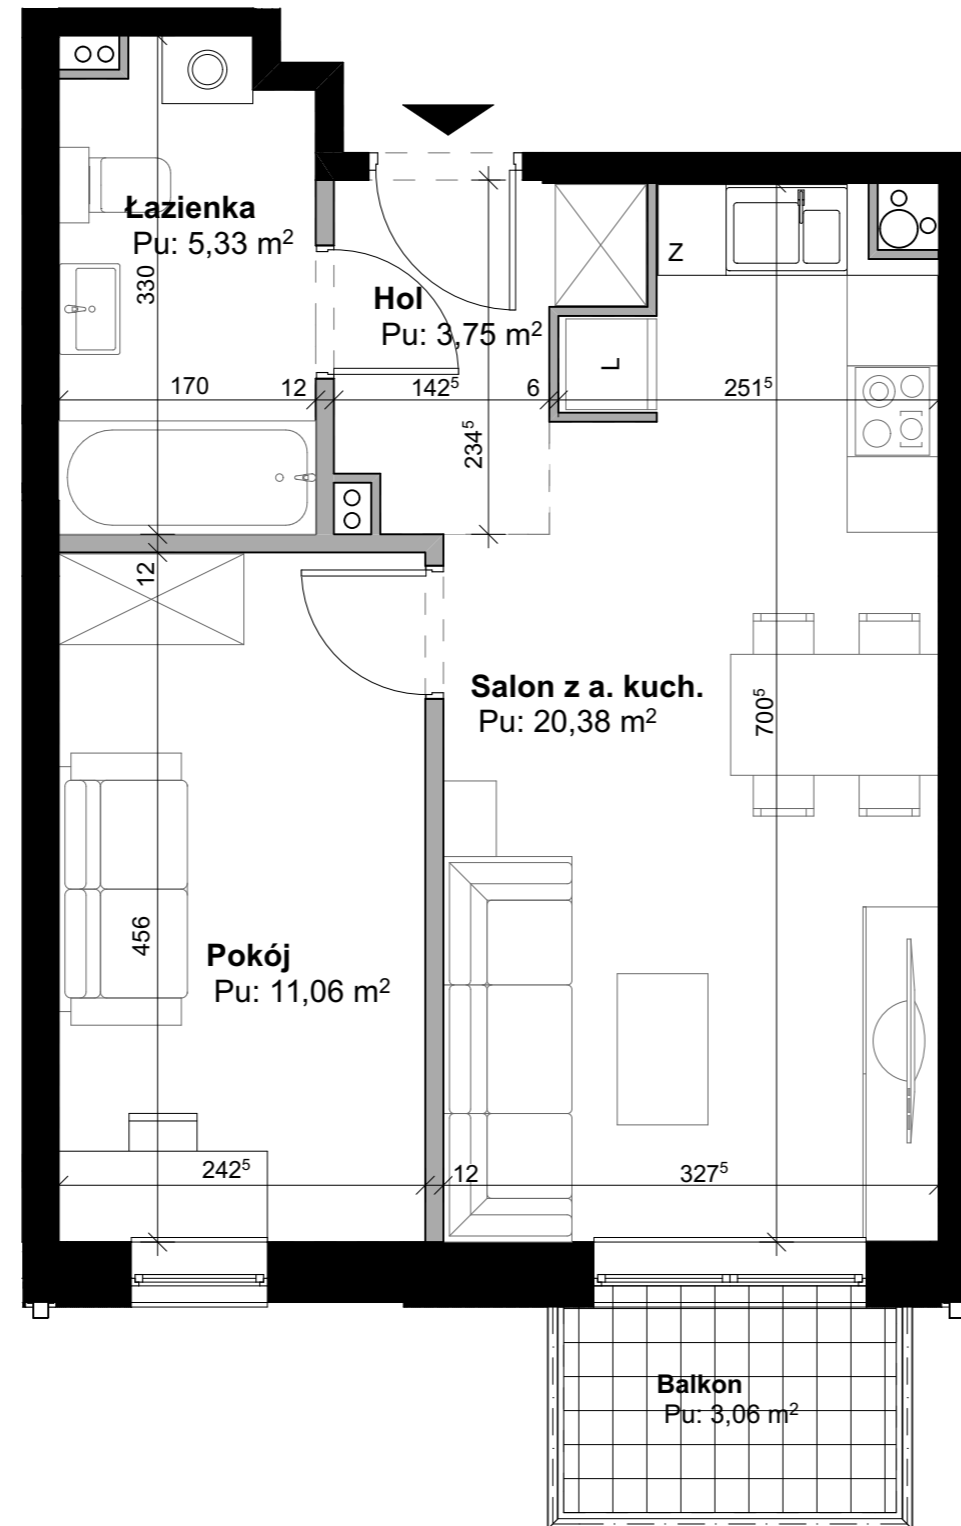 Łazienka
Pu: 5,33 m²
330
Hol
Pu: 3,75 m²
Z
L
170
12
142⁵
6
251⁵
234⁵
12
Salon z a. kuch.
Pu: 20,38 m²
700⁵
456
Pokój
Pu: 11,06 m²
242⁵
12
327⁵
Balkon
Pu: 3,06 m²